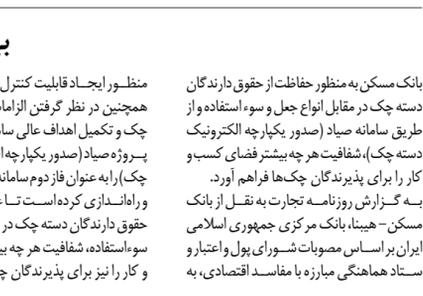 بانک مسکن به منظور حفاظت از حقوق دارندگان
دسته چک در مقابل انواع جعل و سوء استفاده و از
طریق سامانه صیاد (صدور یکپارچه الکترونیک
دسته چک)، شفافیت هر چه بیشتر فضای کسب و
کار را برای پذیرندگان چک‌ها فراهم آورد.
به گزارش روزنامه تجارت به نقل از بانک
مسکن - هیبنا، بانک مرکزی جمهوری اسلامی
ایران بر اساس مصوبات شورای پول و اعتبار و
ستاد هماهنگی مبارزه با مفاسد اقتصادی، به
منظور ایجاد قابلیت کنترل
همچنین در نظر گرفتن الزاما
چک و تکمیل اهداف عالی سا
پروژه صیاد (صدور یکپارچه ا
چک) را به عنوان فاز دوم سامانه
و راه‌اندازی کرده است تا
حقوق دارندگان دسته چک در
سوءاستفاده، شفافیت هر چه بی
و کار را نیز برای پذیرندگان چ